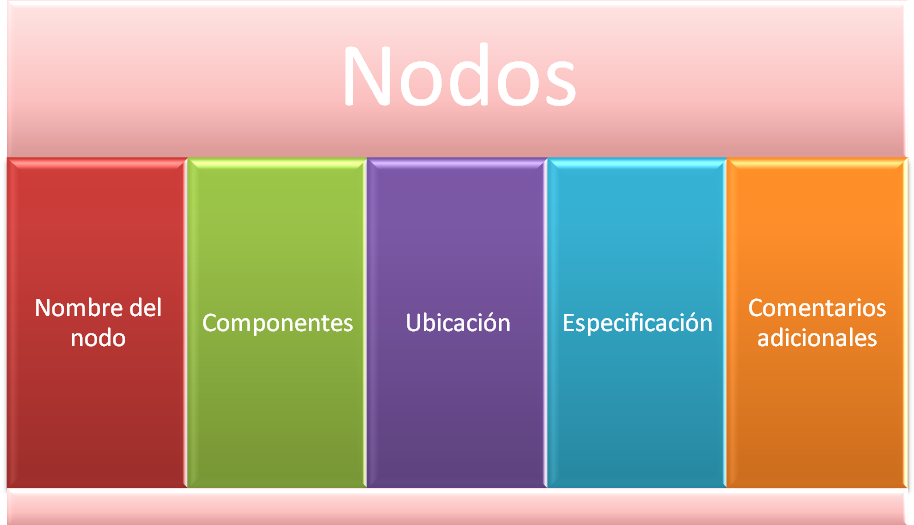 Nodos
Nombre del
nodo
Componentes
Ubicación
Especificación
Comentarios
adicionales